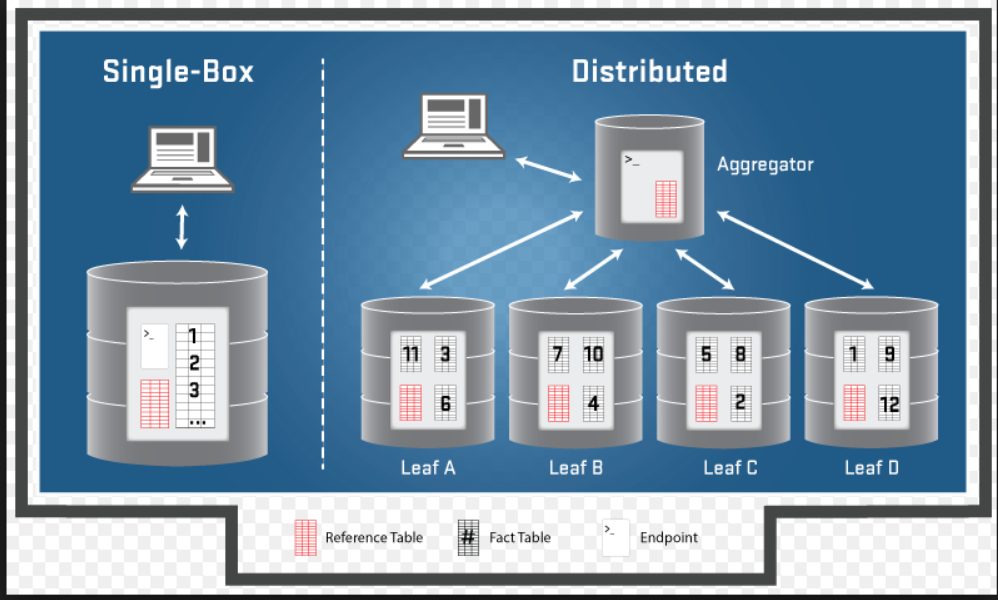 Single-Box
Distributed
>_
Aggregator
>_
1
2
3
...
11 3
6
7 10
4
5 8
2
1 9
12
Leaf A
Leaf B
Leaf C
Leaf D
Reference Table
# Fact Table
>_ Endpoint